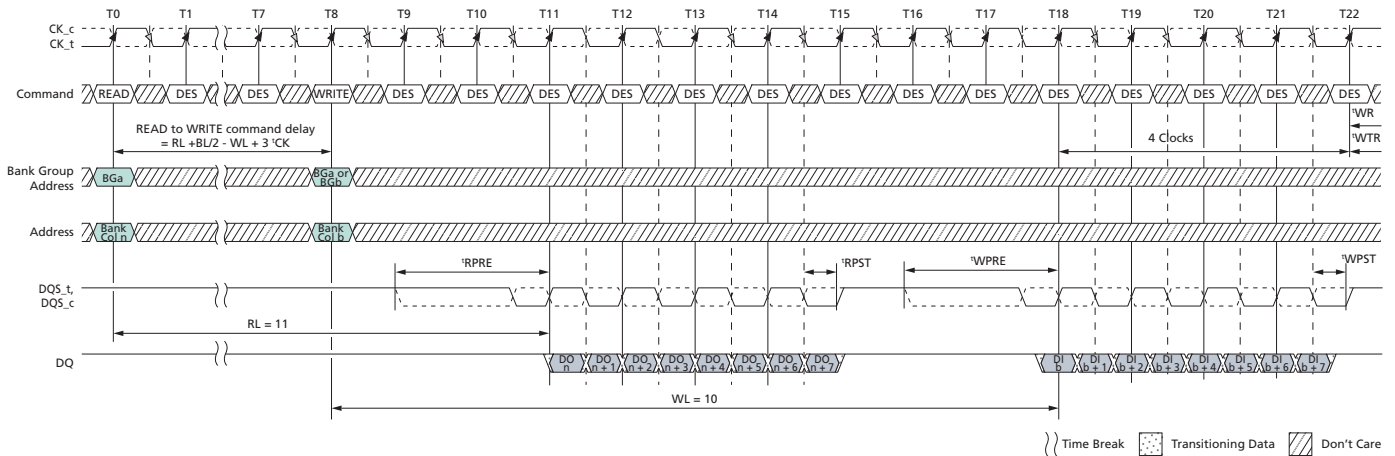 T0 T1 T7 T8 T9 T10 T11 T12 T13 T14 T15 T16 T17 T18 T19 T20 T21 T22
CK_c
CK_t
Command READ DES DES WRITE DES DES DES DES DES DES DES DES DES DES DES DES DES DES
READ to WRITE command delay
= RL +BL/2 - WL + 3 tCK
tWR
4 Clocks
tWTR
Bank Group
Address
BGa
BGa or
BGb
Address
Bank
Col n
Bank
Col b
tRPRE tRPST tWPRE tWPST
DQS_t,
DQS_c
RL = 11
DQ
DO
n
DO
n + 1
DO
n + 2
DO
n + 3
DO
n + 4
DO
n + 5
DO
n + 6
DO
n + 7
DI
b
DI
b + 1
DI
b + 2
DI
b + 3
DI
b + 4
DI
b + 5
DI
b + 6
DI
b + 7
WL = 10
Time Break Transitioning Data Don't Care